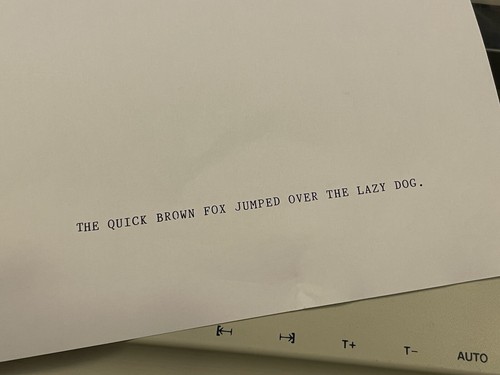 THE QUICK BROWN FOX JUMPED OVER THE LAZY DOG.
T+ T- AUTO